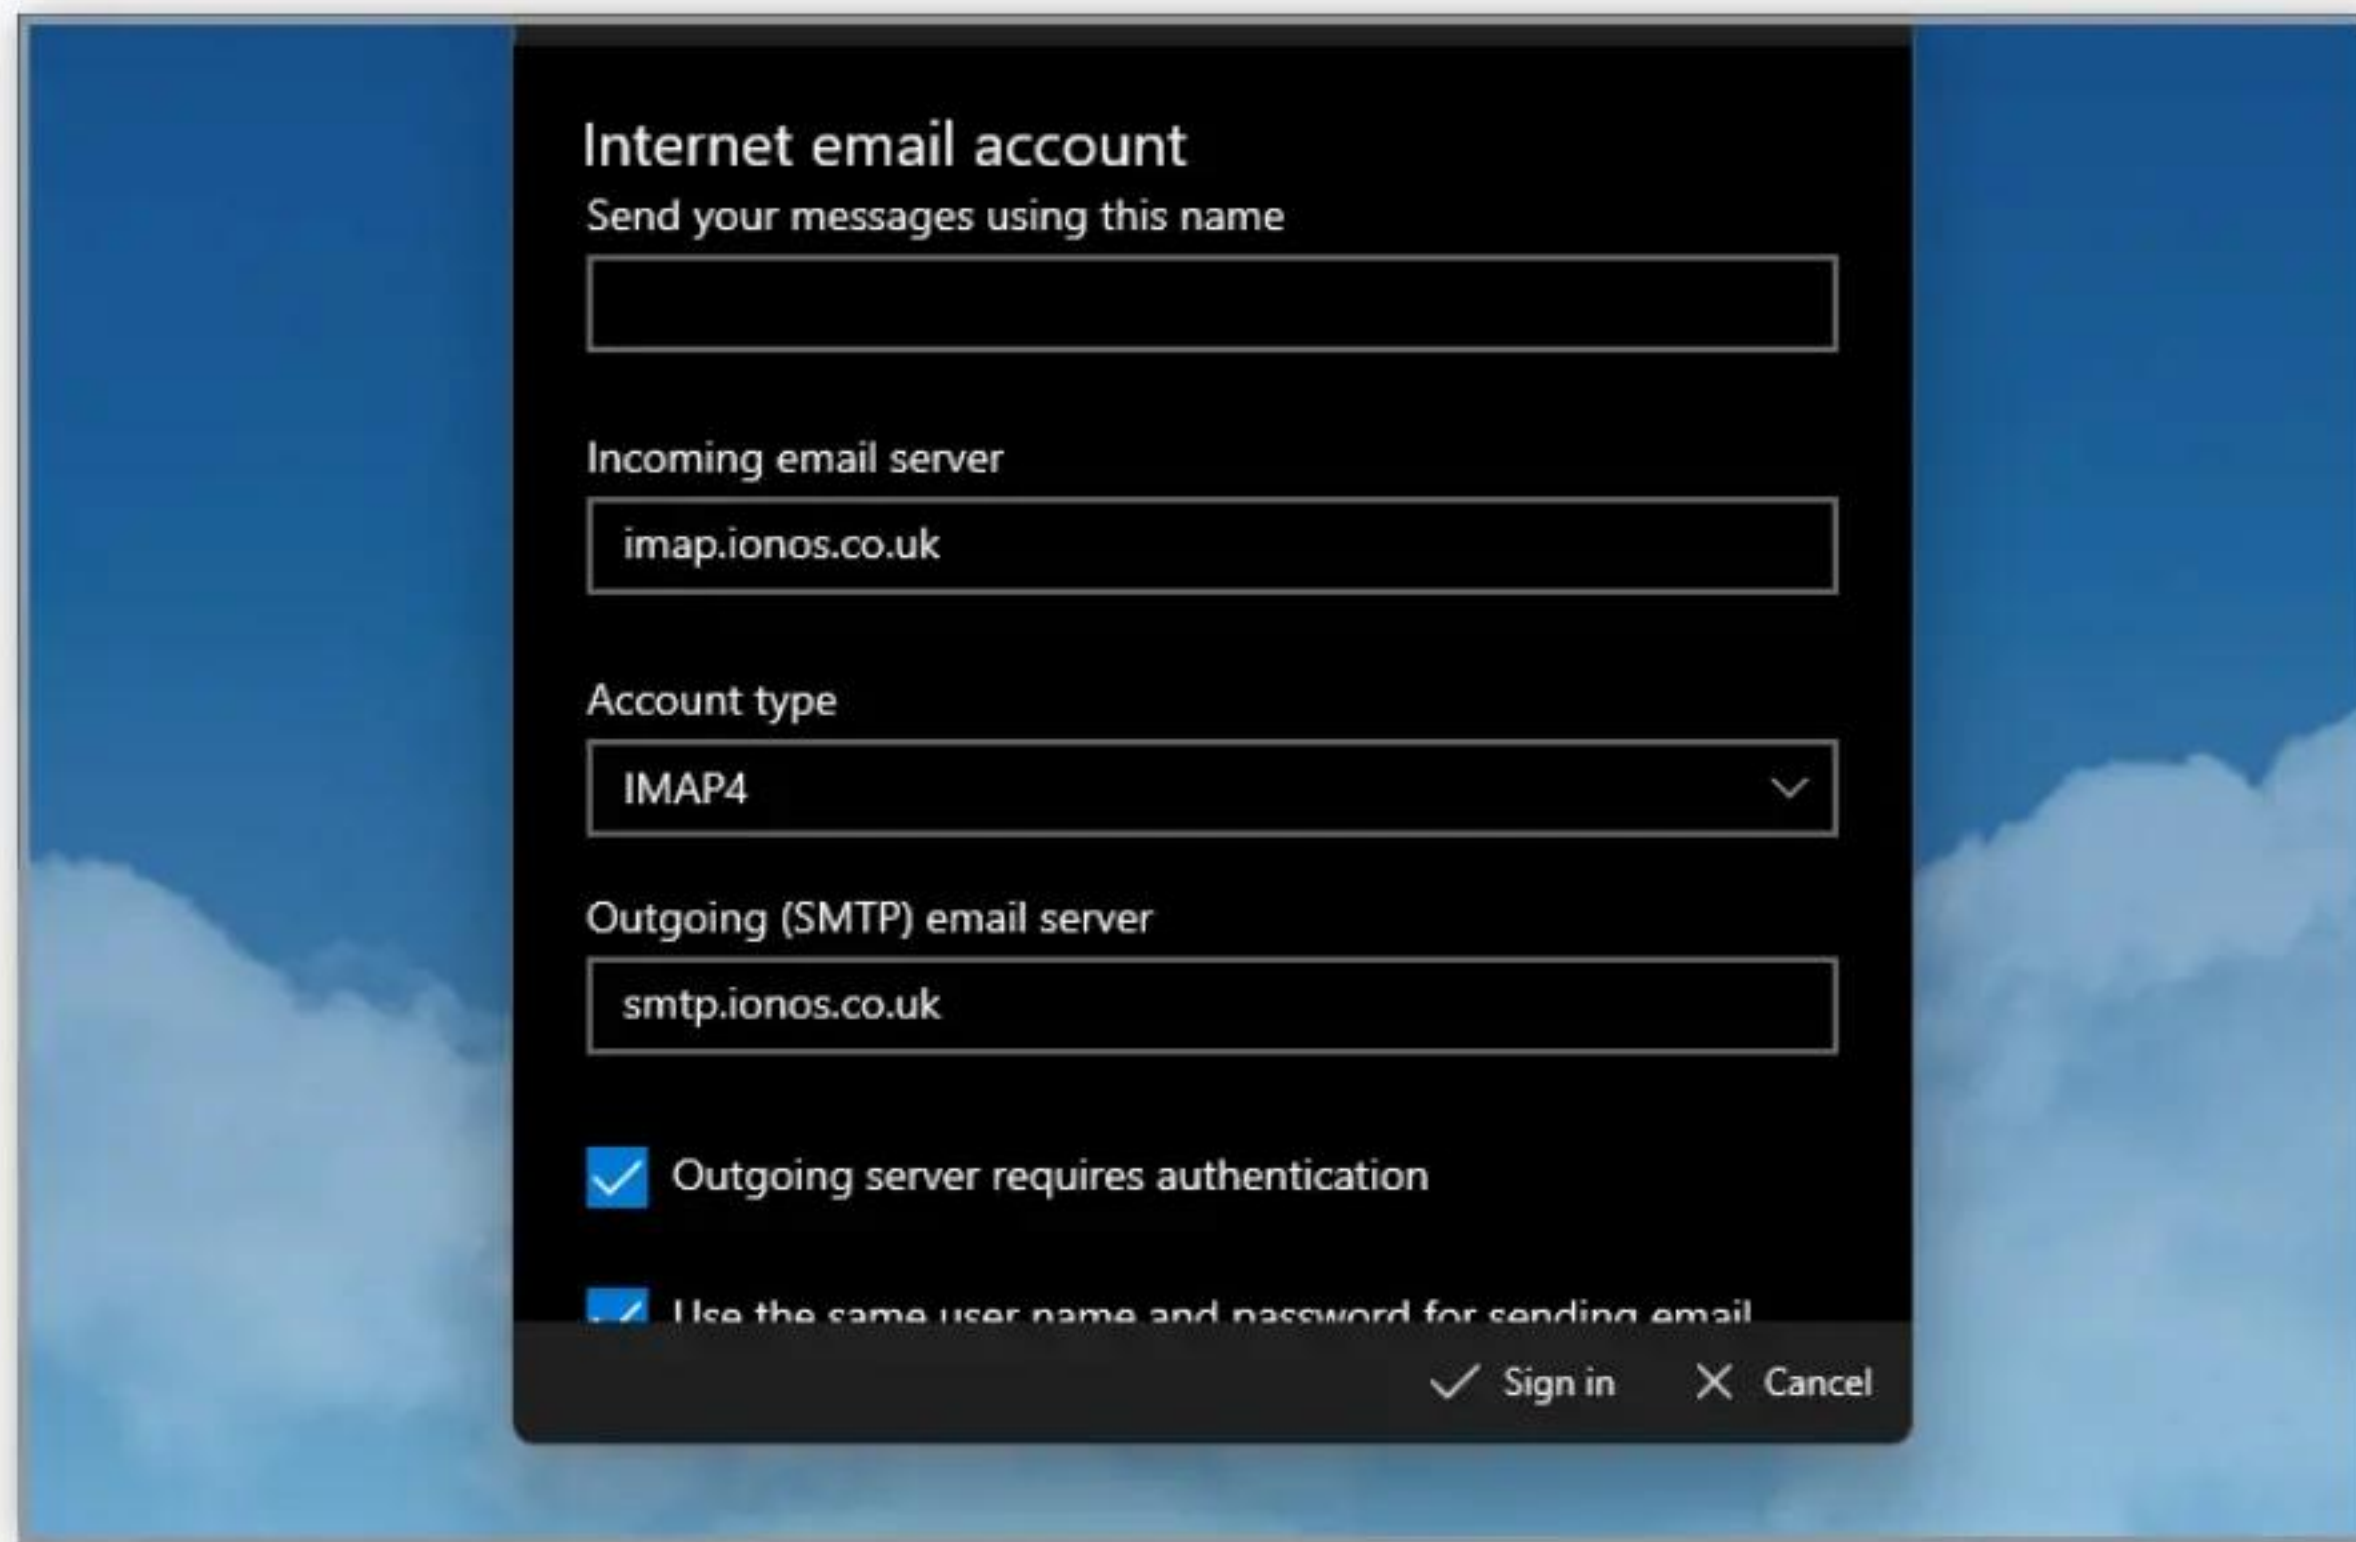 Internet email account
Send your messages using this name
Incoming email server
imap.ionos.co.uk
Account type
IMAP4
Outgoing (SMTP) email server
smtp.ionos.co.uk
Outgoing server requires authentication
Use the same user name and password for sending email
Sign in Cancel